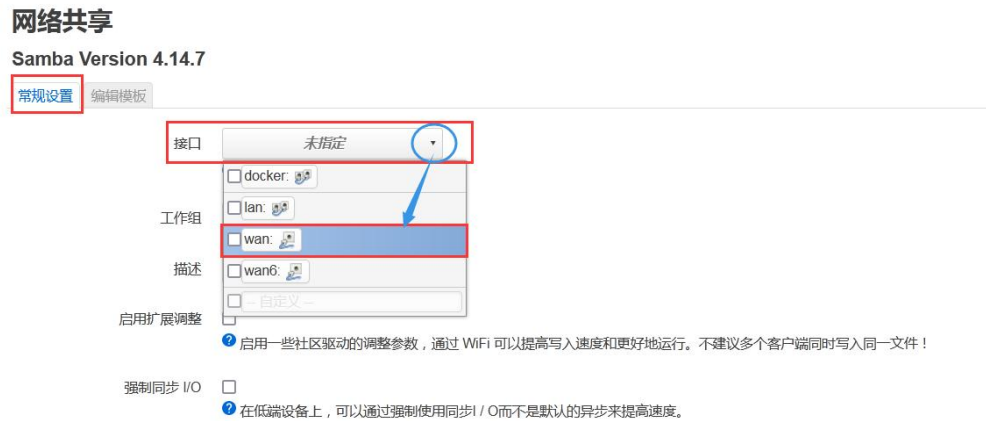 网络共享
Samba Version 4.14.7
常规设置 编辑模板
接口 未指定
docker:
lan:
工作组
wan:
描述 wan6:
-- 自定义 --
启用扩展调整
启用一些社区驱动的调整参数，通过 WiFi 可以提高写入速度和更好地运行。不建议多个客户端同时写入同一文件！
强制同步 I/O
在低端设备上，可以通过强制使用同步I / O而不是默认的异步来提高速度。